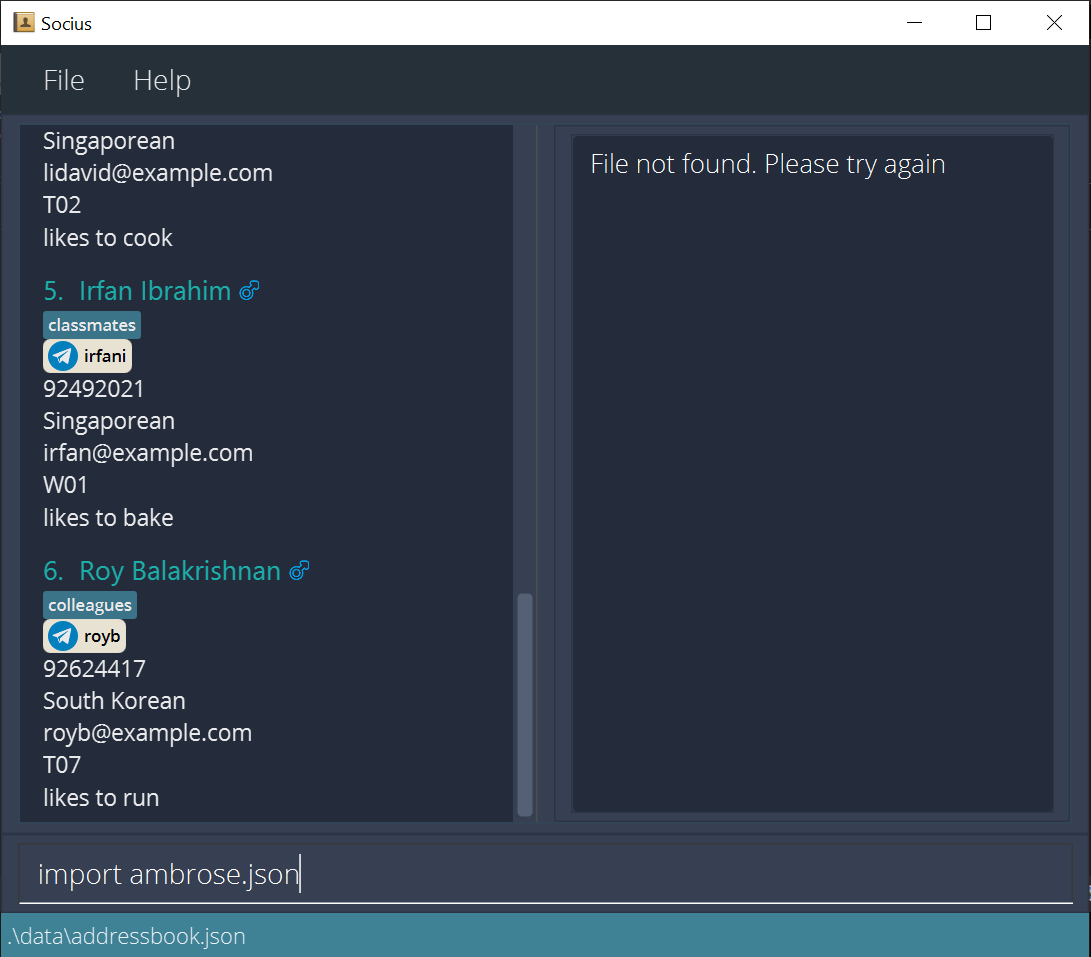 Socius
File Help
Singaporean
lidavid@example.com
T02
likes to cook
5. Irfan Ibrahim
classmates
irfani
92492021
Singaporean
irfan@example.com
W01
likes to bake
6. Roy Balakrishnan
colleagues
royb
92624417
South Korean
royb@example.com
T07
likes to run
File not found. Please try again
import ambrose.json
.\data\addressbook.json